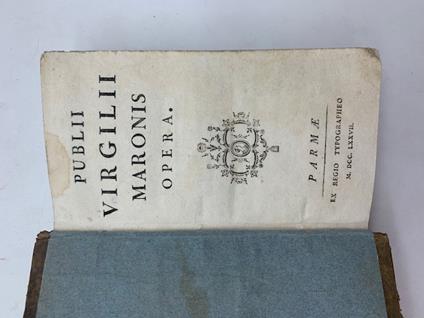 PUBLII
VIRGILII
MARONIS
OPERA.
PARMÆ
EX REGIO TYPOGRAPHEO
M. DCC. LXXVII.